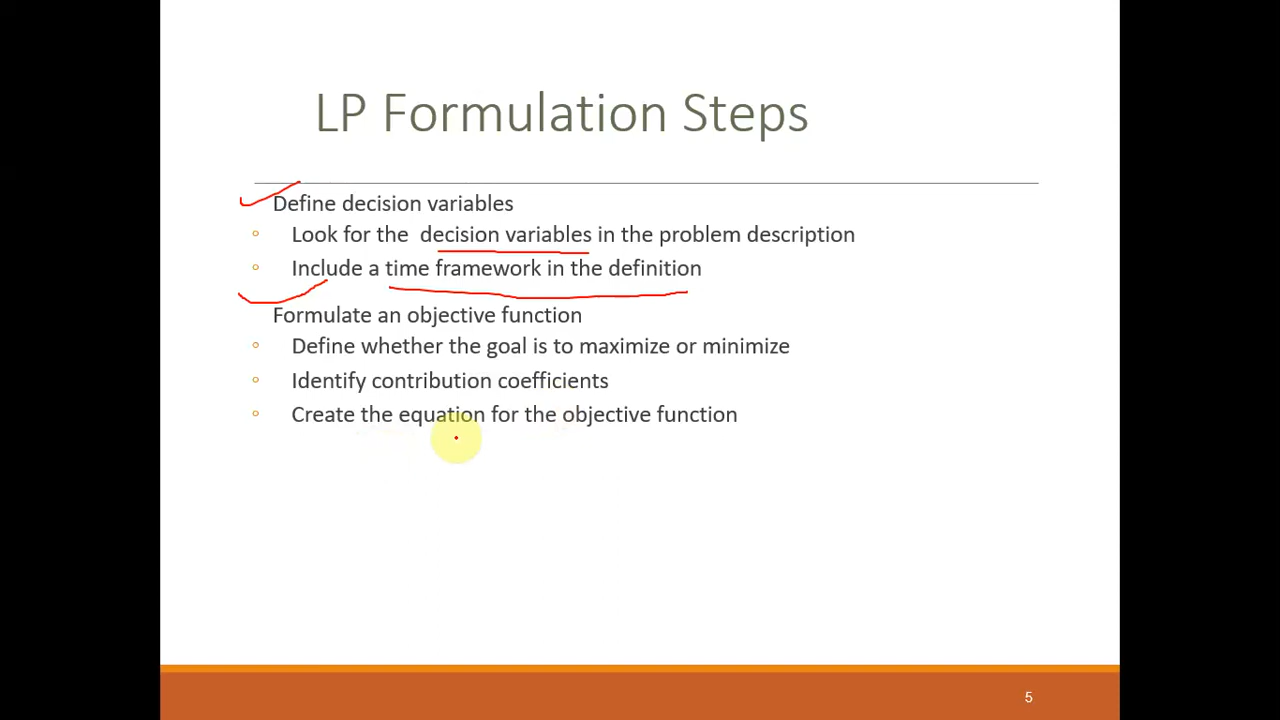 LP Formulation Steps
Define decision variables
Look for the decision variables in the problem description
Include a time framework in the definition
Formulate an objective function
Define whether the goal is to maximize or minimize
Identify contribution coefficients
Create the equation for the objective function
5